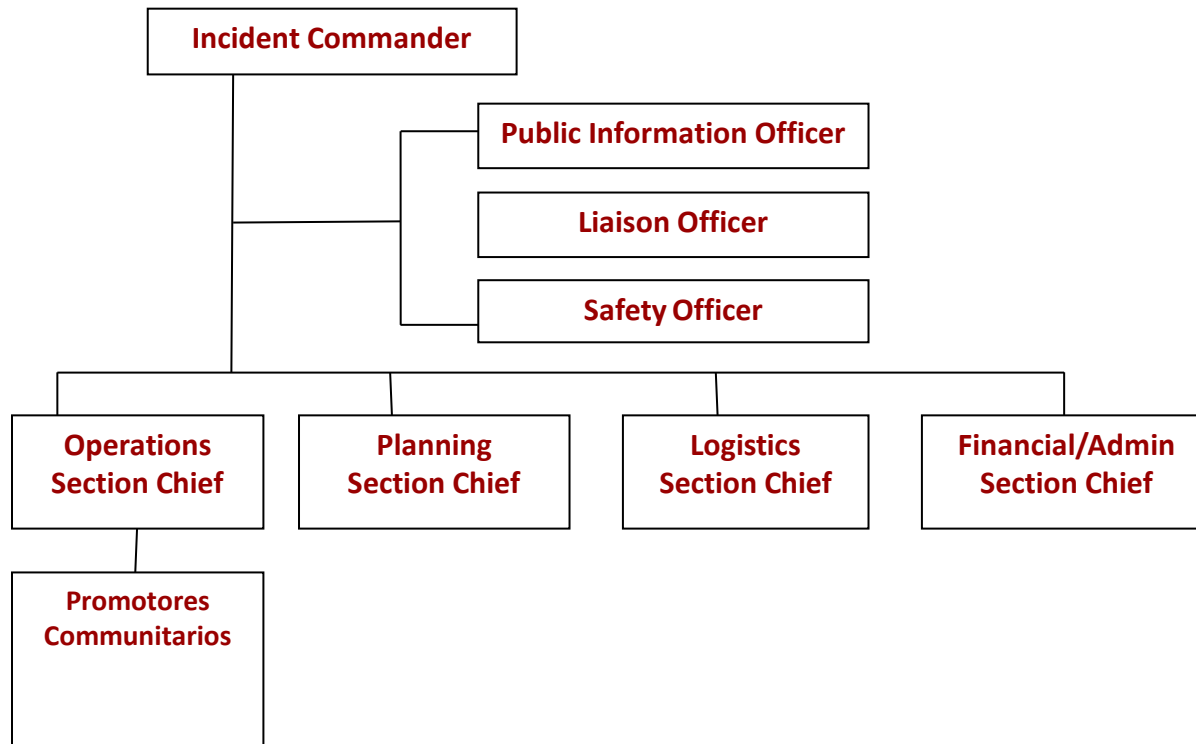 Incident Commander
Public Information Officer
Liaison Officer
Safety Officer
Operations
Section Chief
Planning
Section Chief
Logistics
Section Chief
Financial/Admin
Section Chief
Promotores
Communitarios